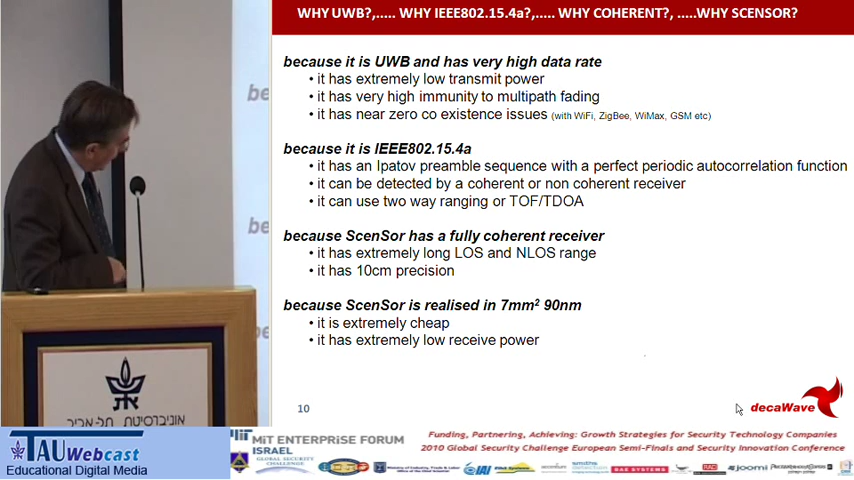 WHY UWB?,..... WHY IEEE802.15.4a?,..... WHY COHERENT?, .....WHY SCENSOR?
because it is UWB and has very high data rate
• it has extremely low transmit power
• it has very high immunity to multipath fading
• it has near zero co existence issues (with WiFi, ZigBee, WiMax, GSM etc)
be
because it is IEEE802.15.4a
• it has an Ipatov preamble sequence with a perfect periodic autocorrelation function
• it can be detected by a coherent or non coherent receiver
• it can use two way ranging or TOF/TDOA
be
because ScenSor has a fully coherent receiver
• it has extremely long LOS and NLOS range
• it has 10cm precision
because ScenSor is realised in 7mm² 90nm
• it is extremely cheap
• it has extremely low receive power
10
decaWave
אוניברסיטת תל-אביב
TAU Webcast
Educational Digital Media
MIT ENTERPRISE FORUM
ISRAEL
GLOBAL SECURITY
CHALLENGE
Funding, Partnering, Achieving: Growth Strategies for Security Technology Companies
2010 Global Security Challenge European Semi-Finals and Security Innovation Conference
IAI
BAE SYSTEMS
joomi